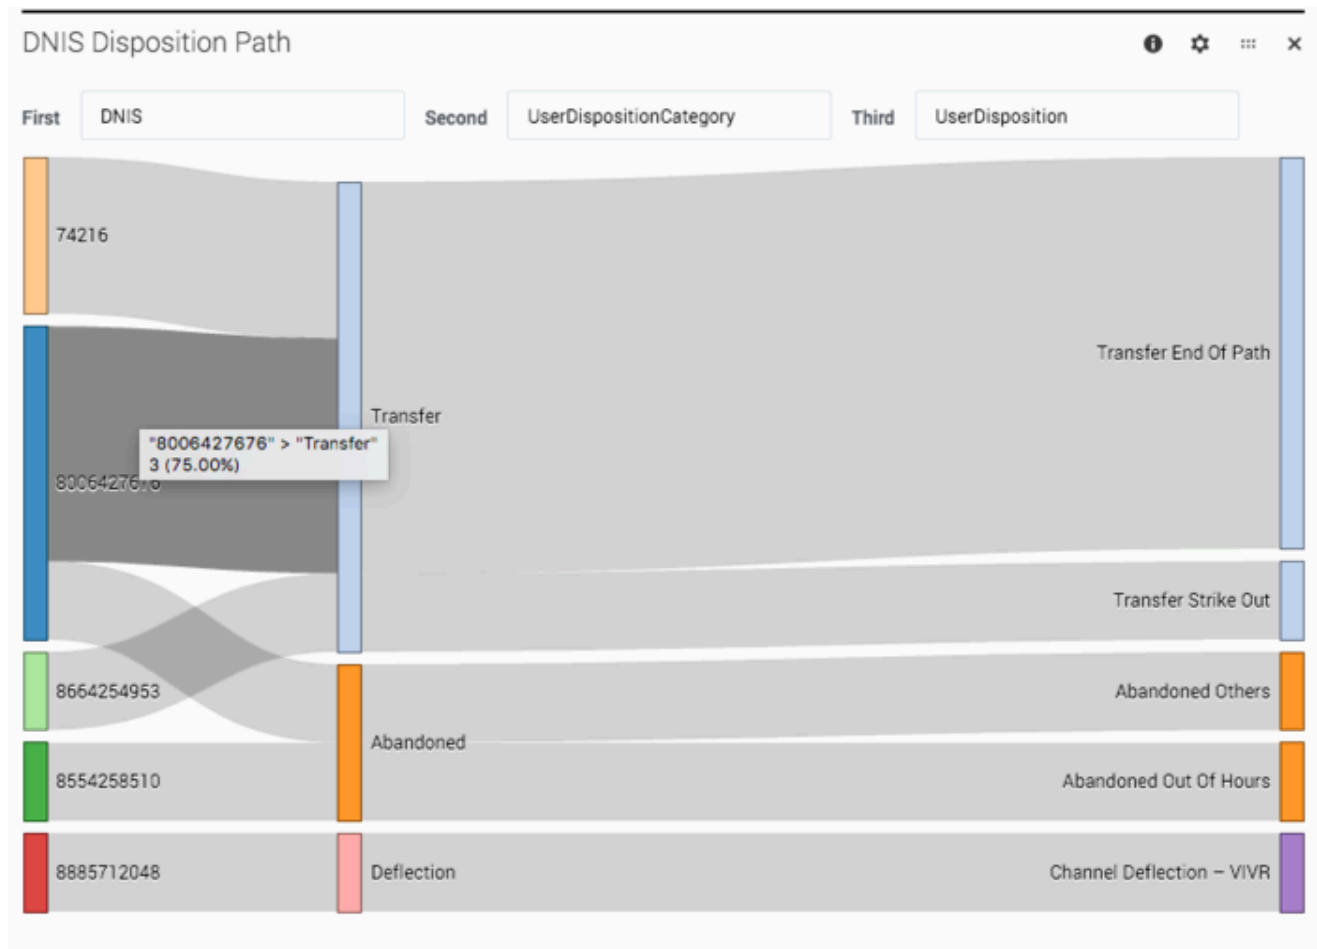 DNIS Disposition Path
First DNIS Second UserDispositionCategory Third UserDisposition
74216
Transfer End Of Path
Transfer
"8006427676" > "Transfer"
3 (75.00%)
8006427676
Transfer Strike Out
8664254953
Abandoned Others
Abandoned
8554258510
Abandoned Out Of Hours
8885712048
Deflection
Channel Deflection – VIVR